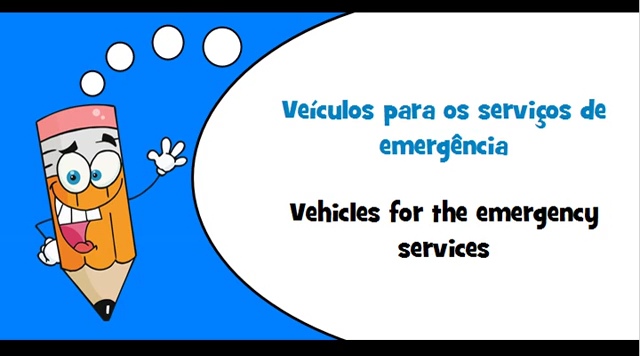 Veículos para os serviços de
emergência
Vehicles for the emergency
services